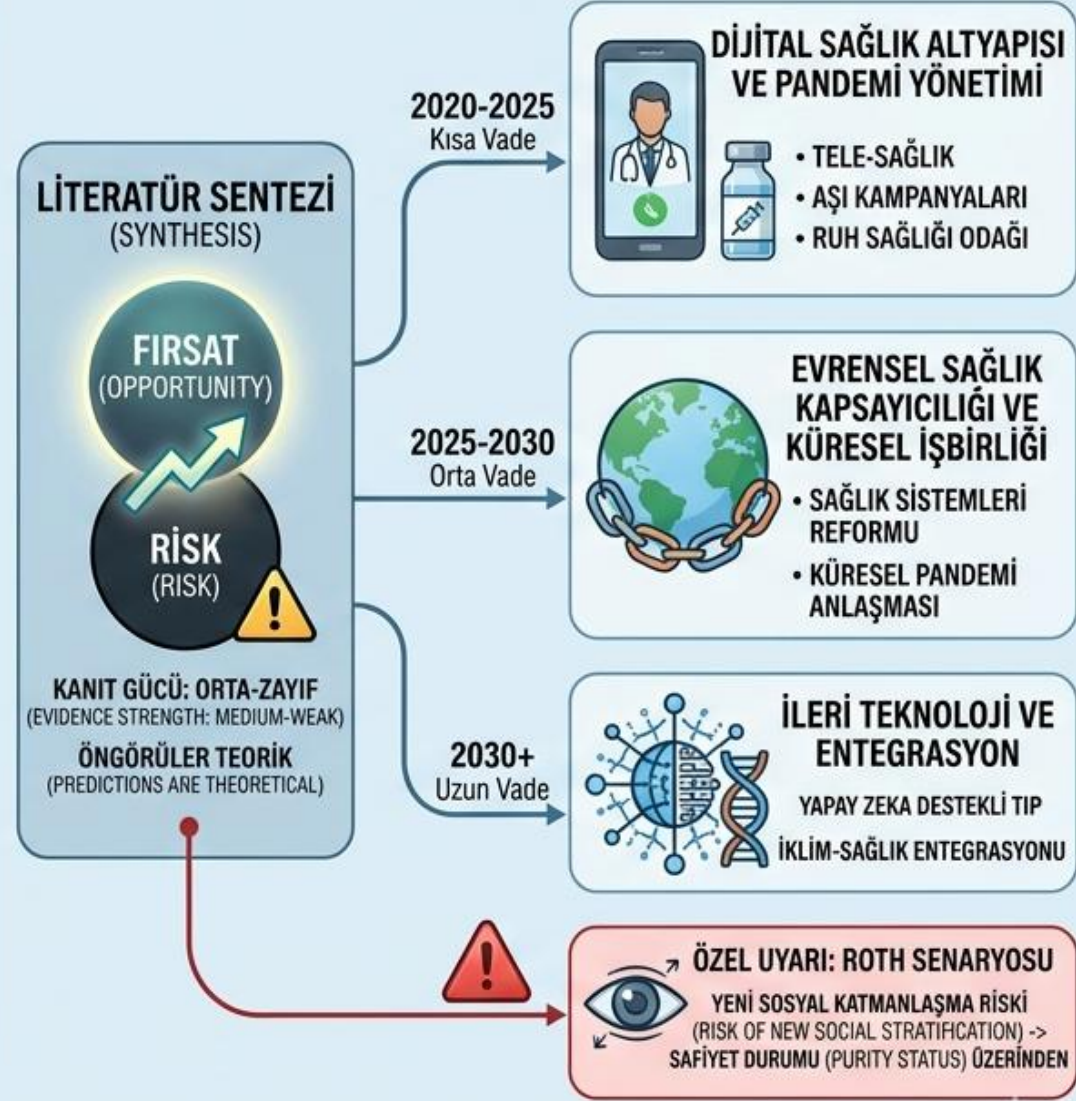 LİTERATÜR SENTEZİ
(SYNTHESIS)
FIRSAT
(OPPORTUNITY)
RİSK
(RISK)
KANIT GÜCÜ: ORTA-ZAYIF
(EVIDENCE STRENGTH: MEDIUM-WEAK)
ÖNGÖRÜLER TEORİK
(PREDICTIONS ARE THEORETICAL)
2020-2025
Kısa Vade
DİJİTAL SAĞLIK ALTYAPISI
VE PANDEMİ YÖNETİMİ
• TELE-SAĞLIK
• AŞI KAMPANYALARI
• RUH SAĞLIĞI ODAĞI
2025-2030
Orta Vade
EVRENSEL SAĞLIK
KAPSAYICILIĞI VE
KÜRESEL İŞBİRLİĞİ
• SAĞLIK SİSTEMLERİ
REFORMU
• KÜRESEL PANDEMİ
ANLAŞMASI
2030+
Uzun Vade
İLERİ TEKNOLOJİ VE
ENTEGRASYON
YAPAY ZEKA DESTEKLİ TIP
İKLİM-SAĞLIK ENTEGRASYONU
ÖZEL UYARI: ROTH SENARYOSU
YENİ SOSYAL KATMANLAŞMA RİSKİ
(RISK OF NEW SOCIAL STRATIFICATION) ->
SAFİYET DURUMU (PURITY STATUS) ÜZERİNDEN